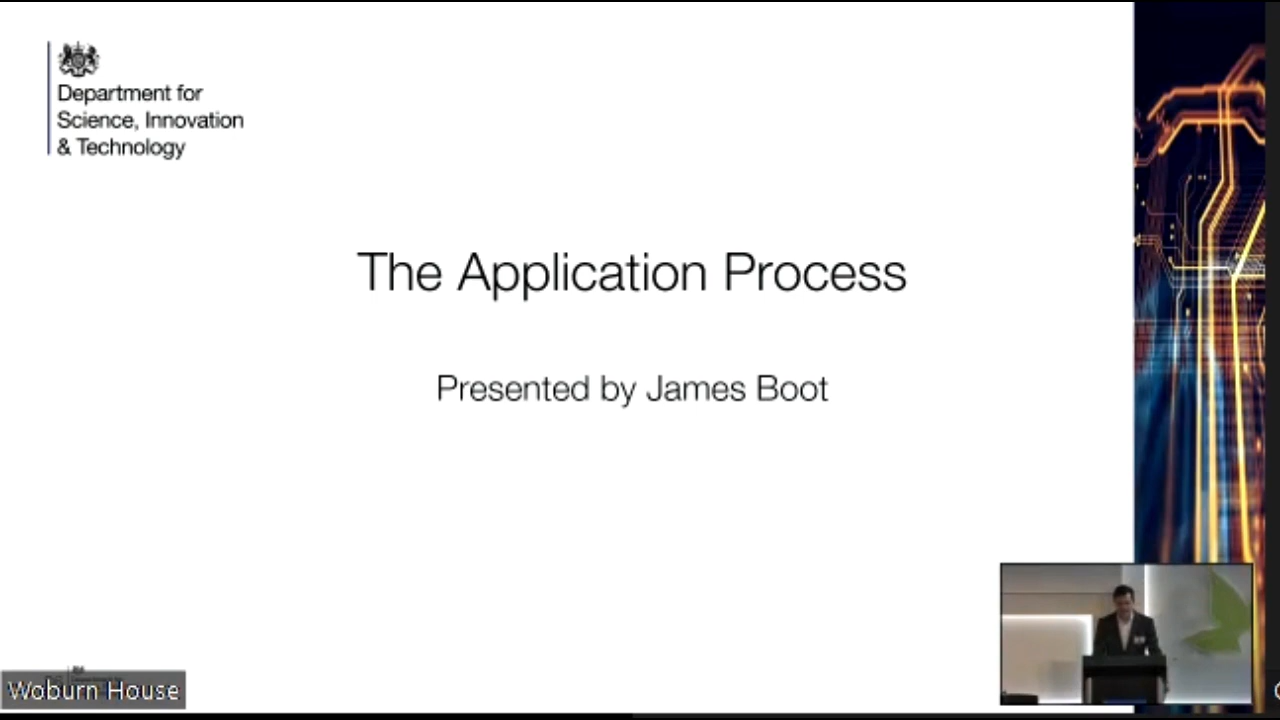 Department for
Science, Innovation
& Technology
The Application Process
Presented by James Boot
Woburn House